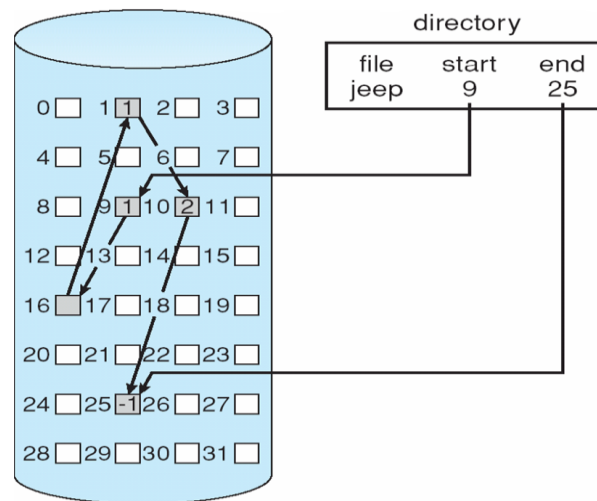 directory
file start end
jeep 9 25
0 1 1 2 3
4 5 6 7
8 9 1 10 2 11
12 13 14 15
16 17 18 19
20 21 22 23
24 25 -1 26 27
28 29 30 31